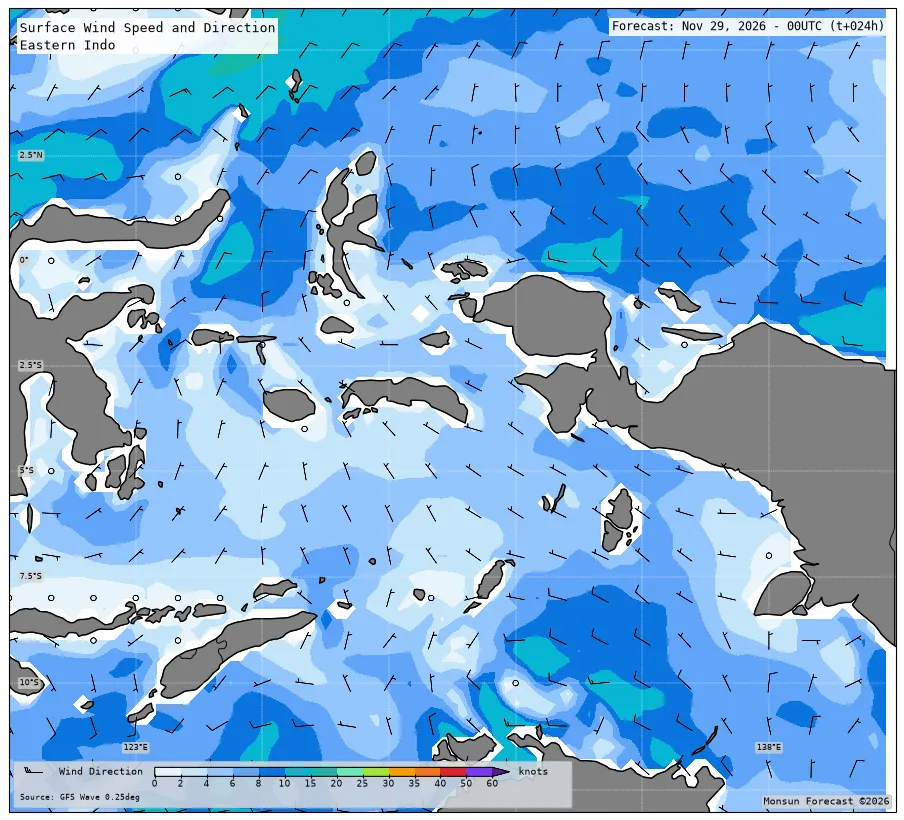 Surface Wind Speed and Direction
Eastern Indo
Forecast: Nov 29, 2026 - 00UTC (t+024h)
2.5°N
0°
2.5°S
5°S
7.5°S
10°S
123°E
138°E
Wind Direction
knots
0 2 4 6 8 10 15 20 25 30 35 40 50 60
Source: GFS Wave 0.25deg
Monsun Forecast ©2026